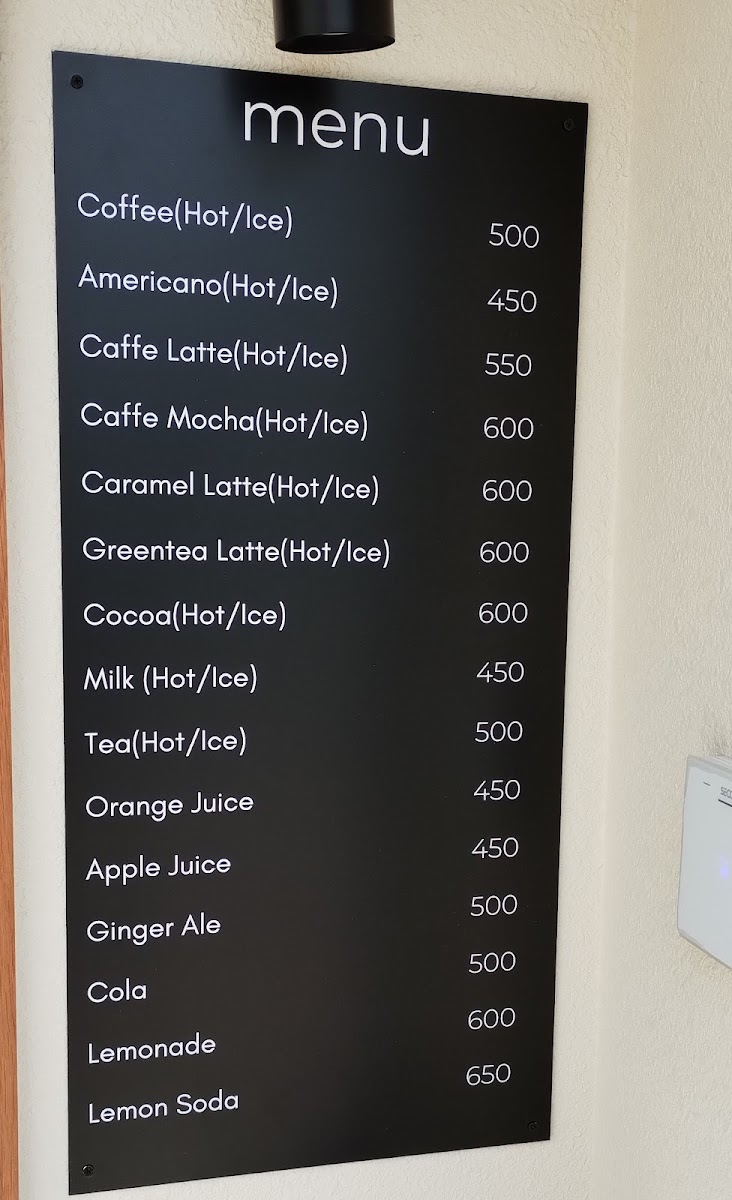 menu
Coffee(Hot/Ice) 500
Americano(Hot/Ice) 450
Caffe Latte(Hot/Ice) 550
Caffe Mocha(Hot/Ice) 600
Caramel Latte(Hot/Ice) 600
Greentea Latte(Hot/Ice) 600
Cocoa(Hot/Ice) 600
Milk (Hot/Ice) 450
Tea(Hot/Ice) 500
Orange Juice 450
Apple Juice 450
Ginger Ale 500
Cola 500
Lemonade 600
Lemon Soda 650